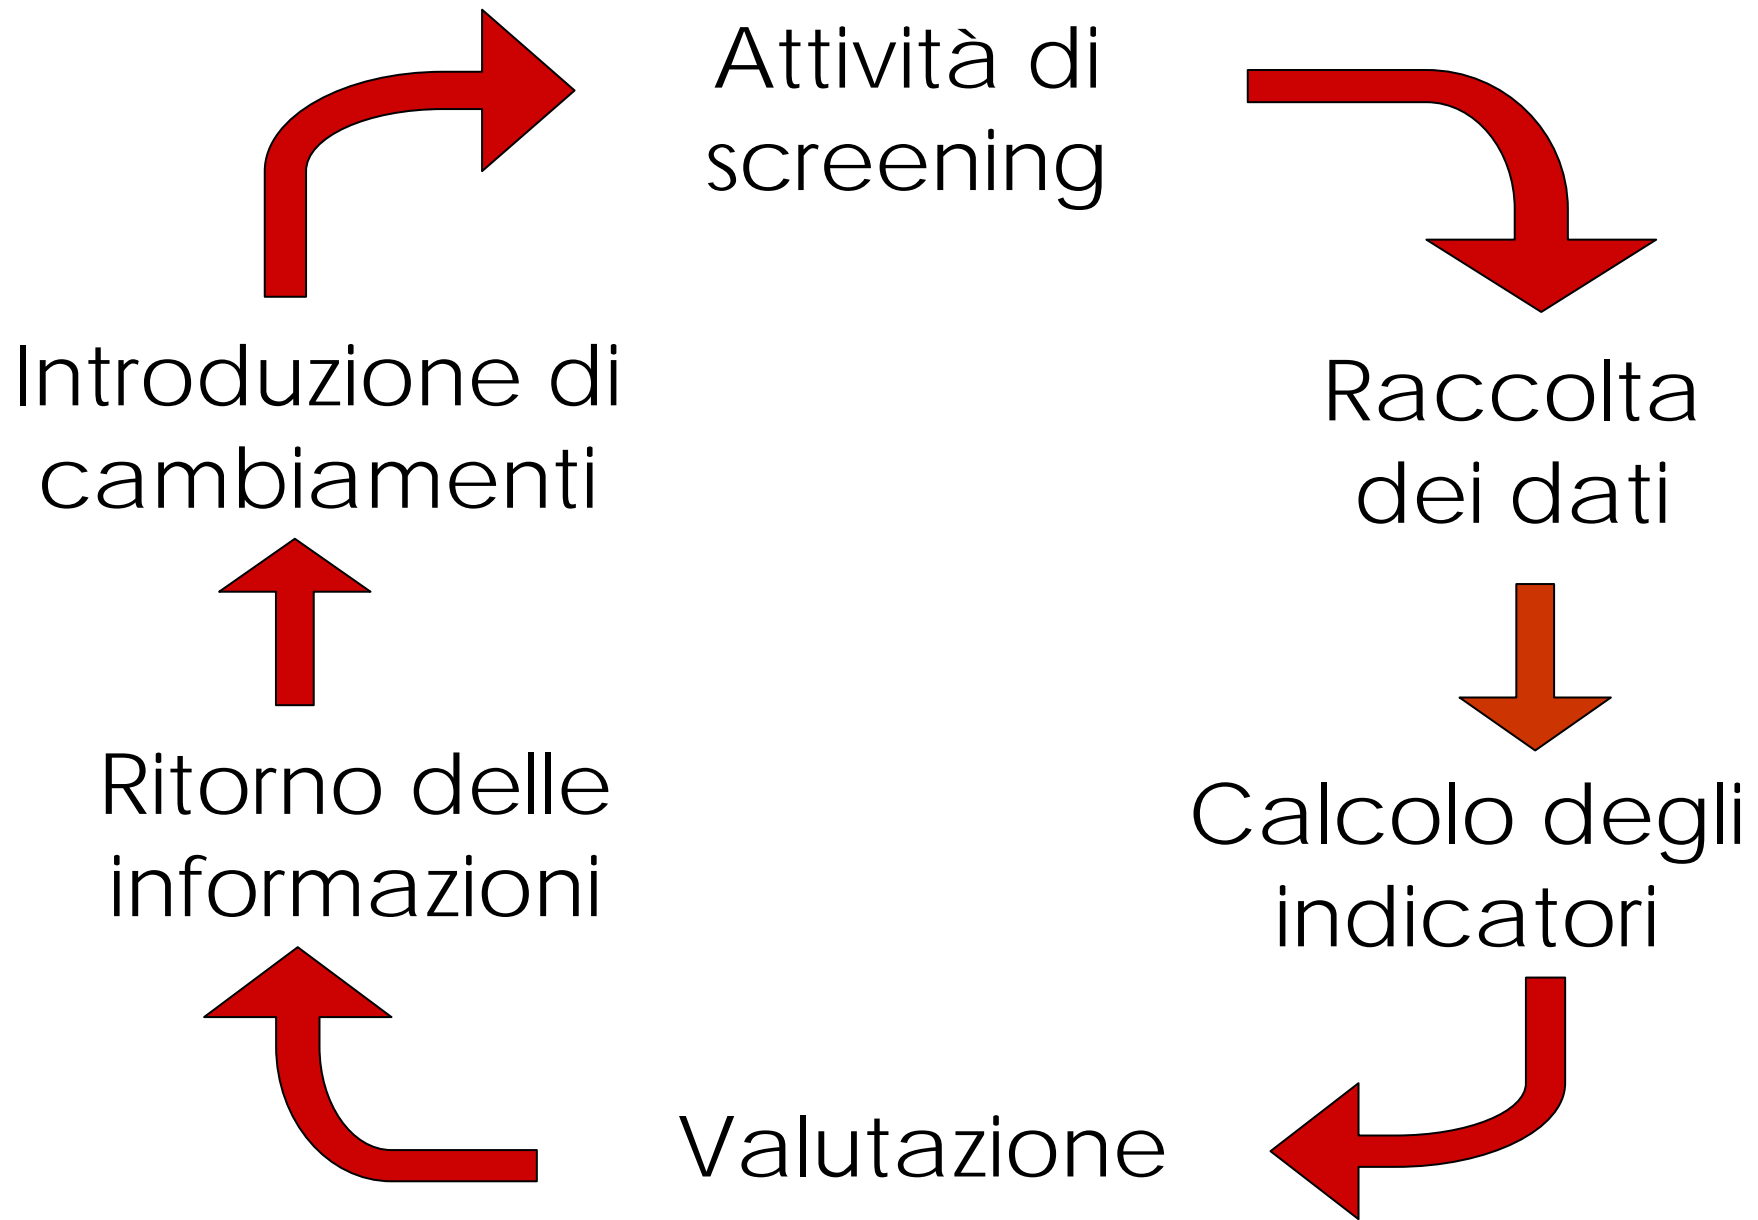 Attività di
screening
Raccolta
dei dati
Calcolo degli
indicatori
Valutazione
Ritorno delle
informazioni
Introduzione di
cambiamenti